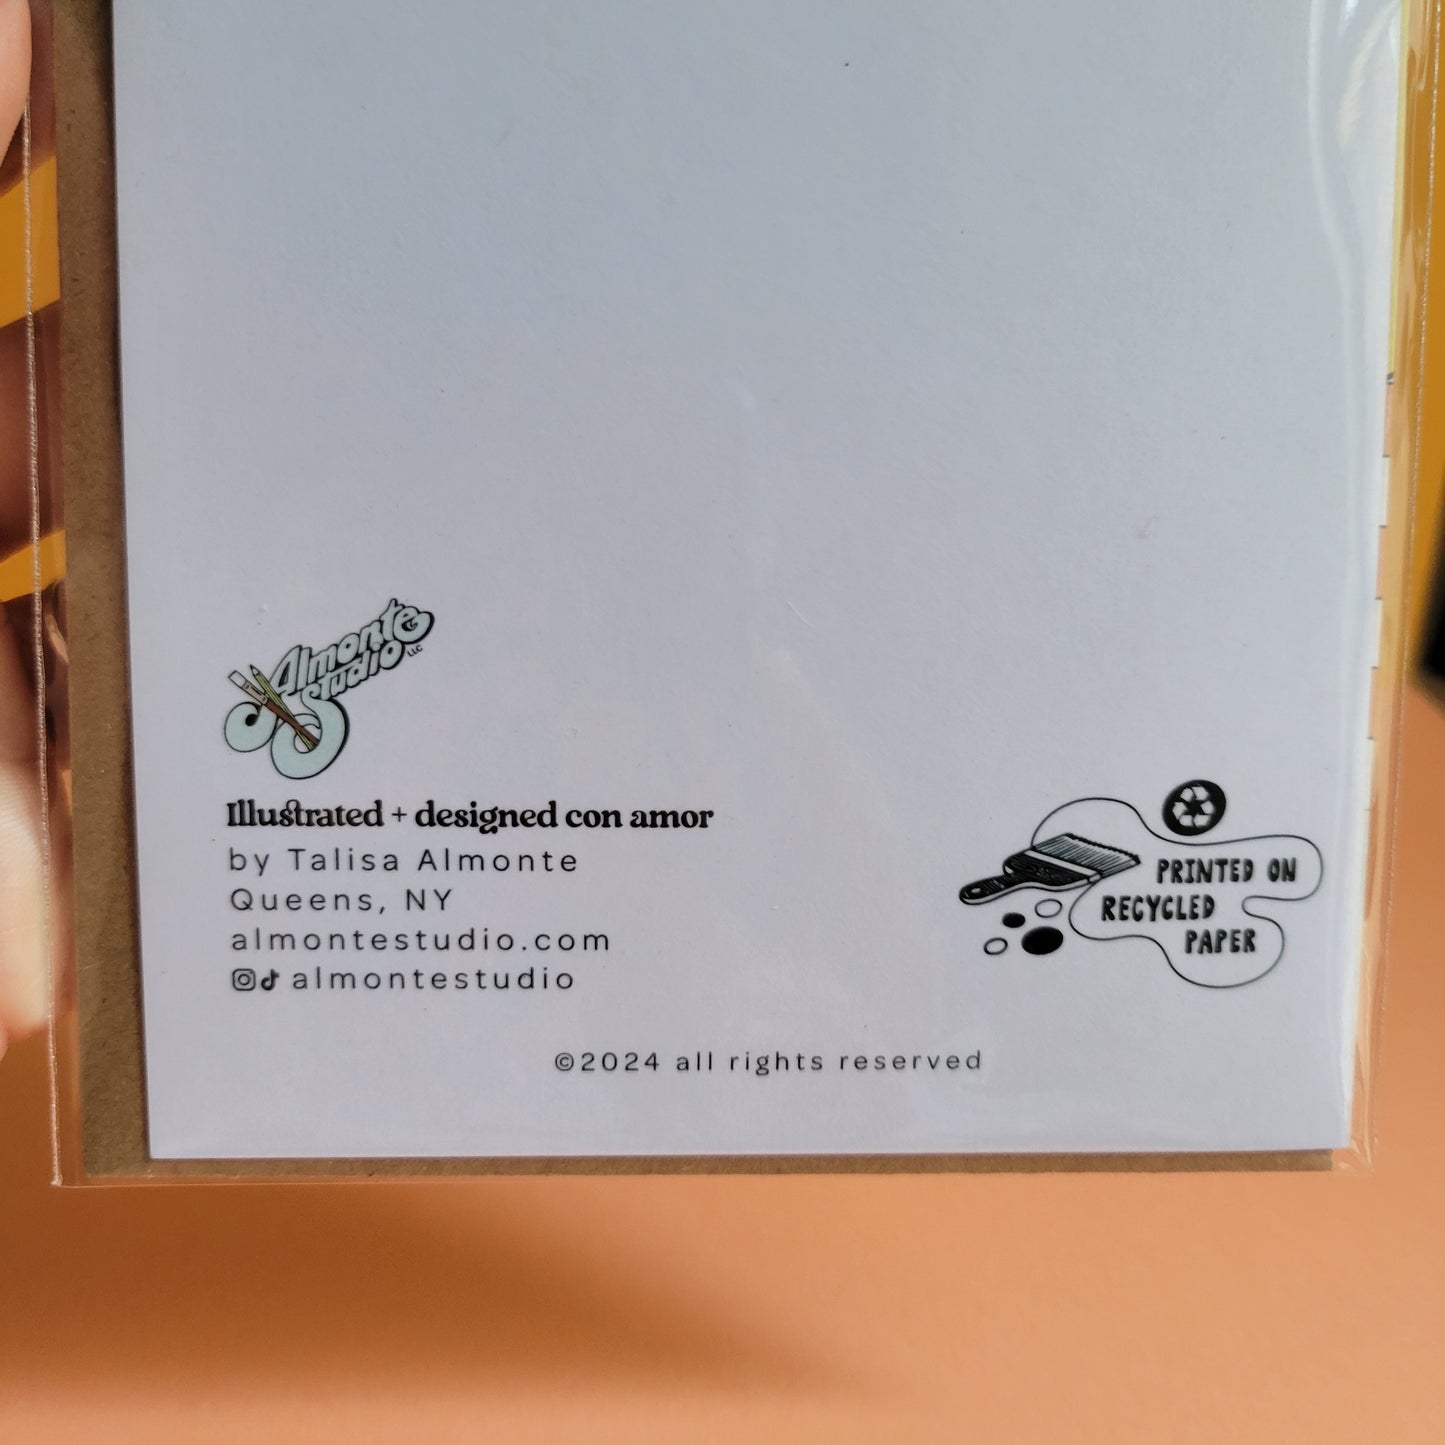 Almonte
Studio LLC
Illustrated + designed con amor
by Talisa Almonte
Queens, NY
almontestudio.com
almontestudio
PRINTED ON
RECYCLED
PAPER
©2024 all rights reserved